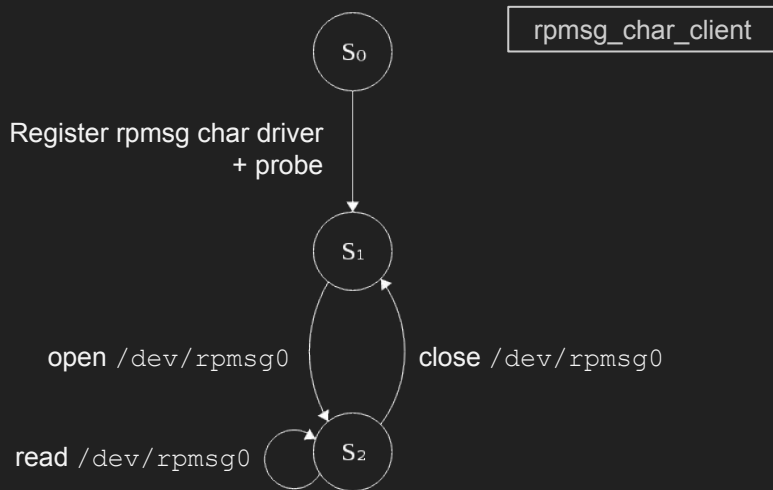 rpmsg_char_client
S₀
Register rpmsg char driver
+ probe
S₁
open /dev/rpmsg0
close /dev/rpmsg0
read /dev/rpmsg0
S₂